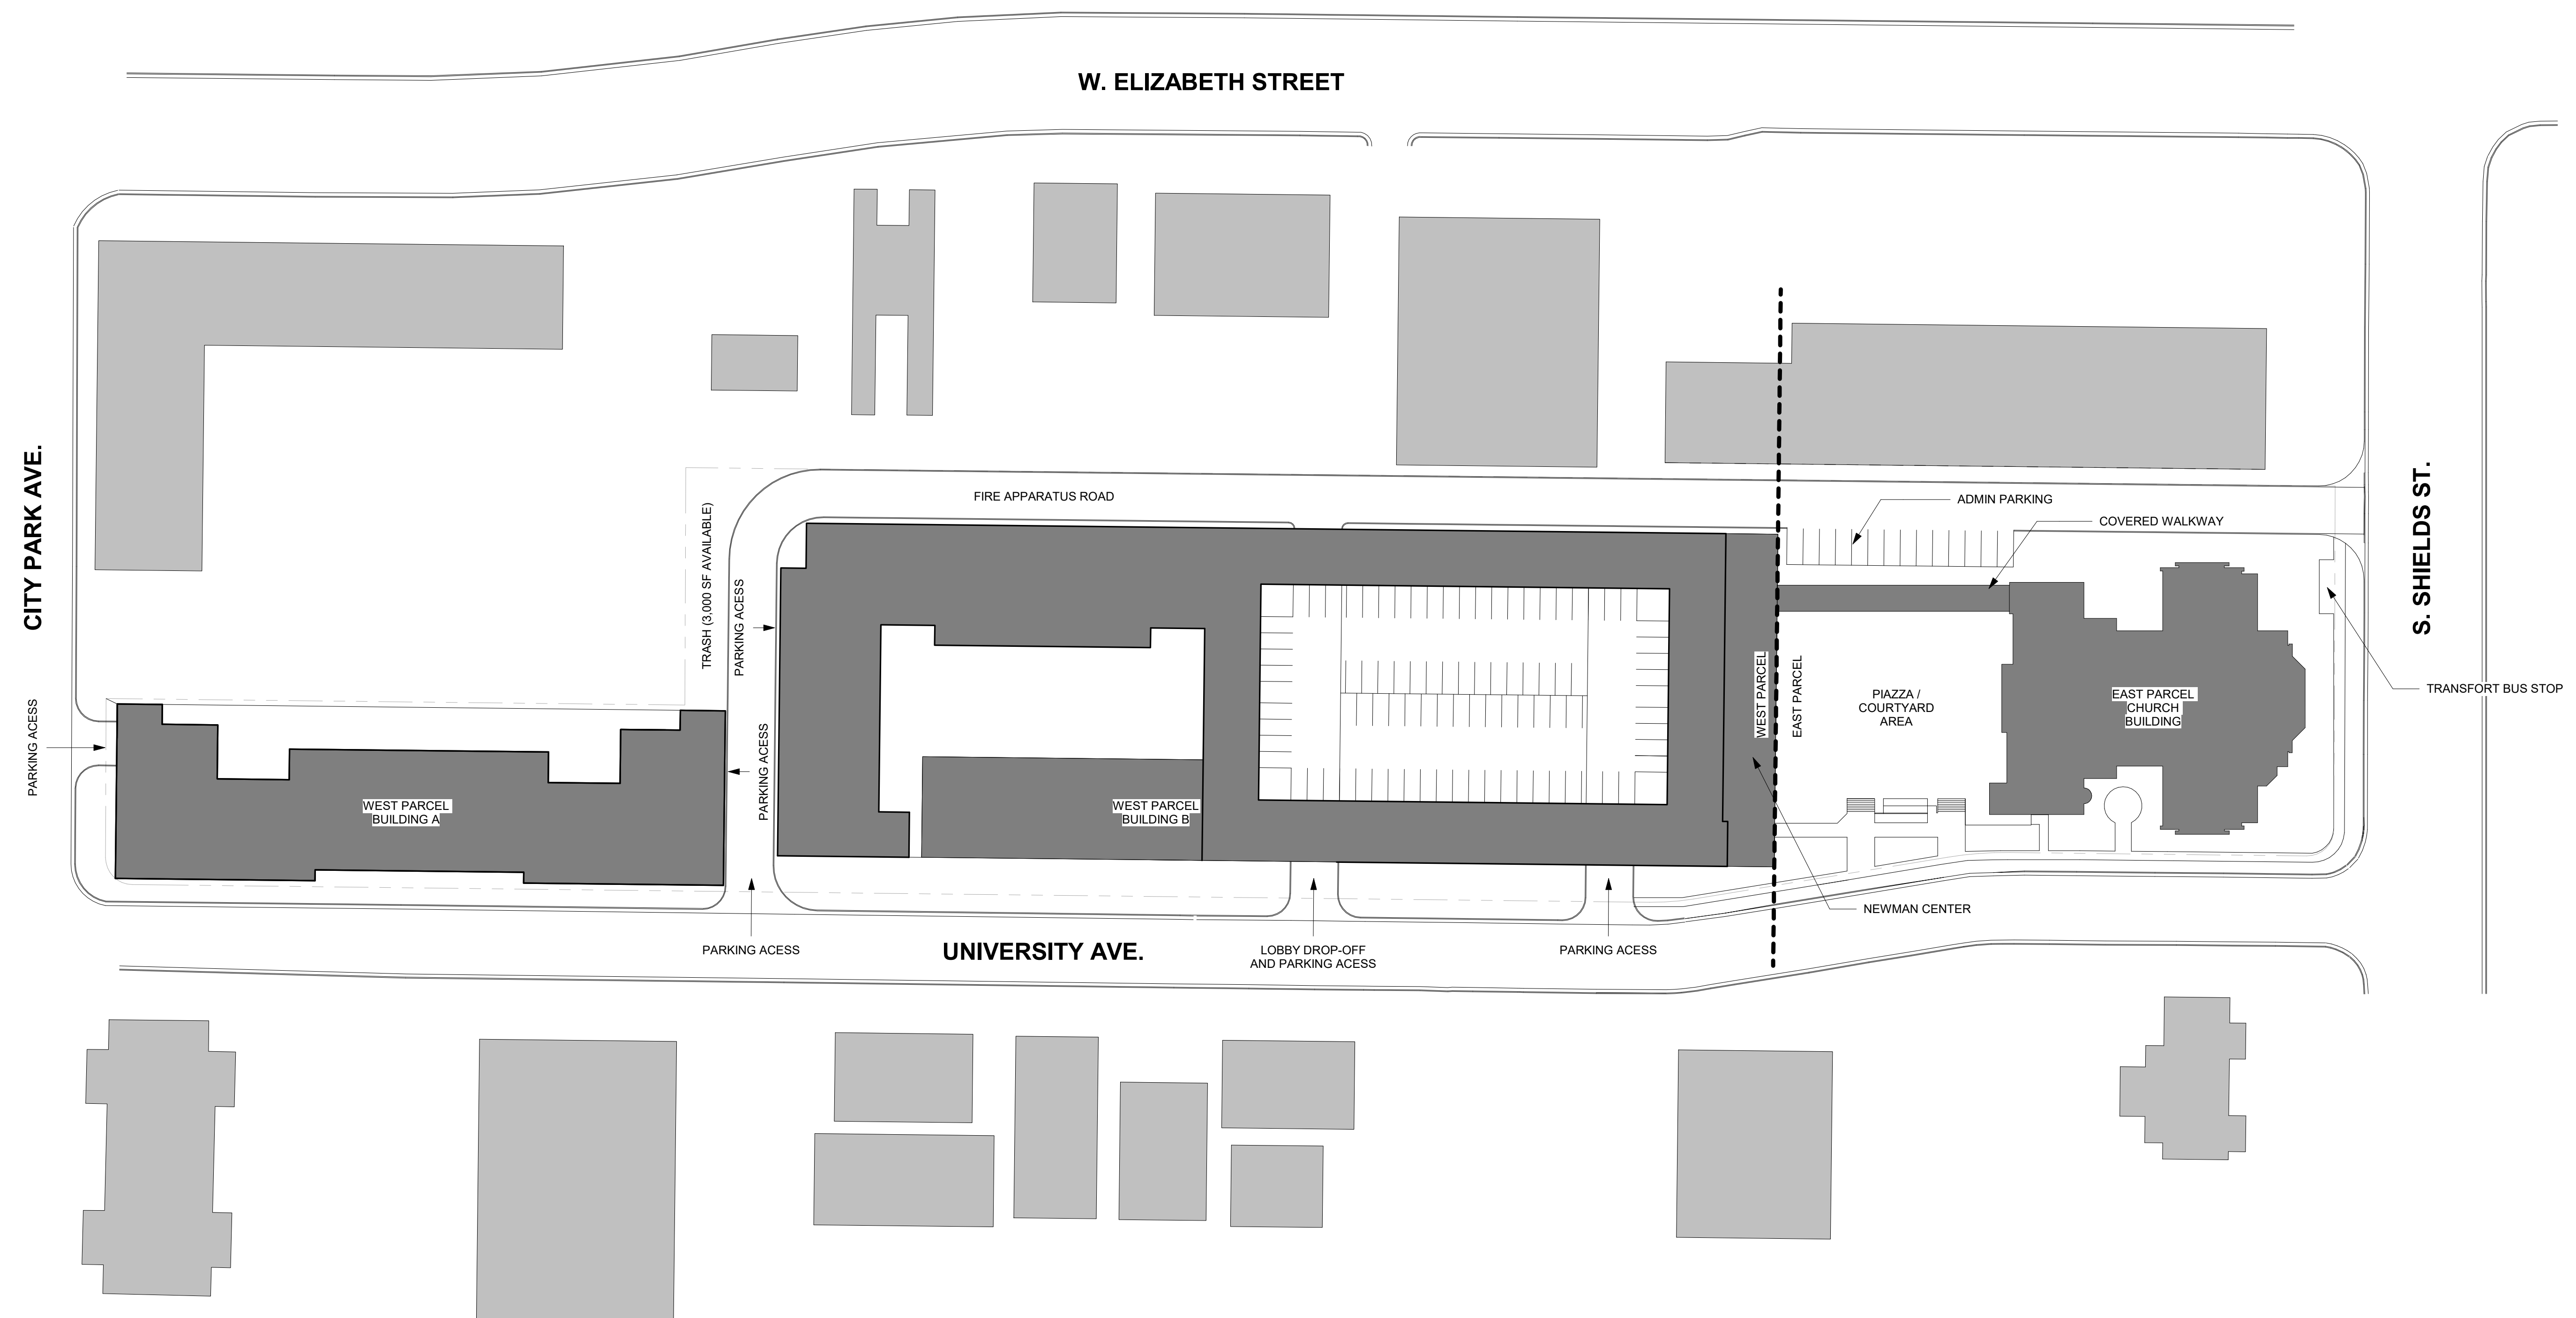 W. ELIZABETH STREET
CITY PARK AVE.
S. SHIELDS ST.
FIRE APPARATUS ROAD
ADMIN PARKING
COVERED WALKWAY
TRASH (3,000 SF AVAILABLE)
PARKING ACESS
PARKING ACESS
PARKING ACESS
WEST PARCEL
EAST PARCEL
PIAZZA /
COURTYARD
AREA
EAST PARCEL
CHURCH
BUILDING
TRANSFORT BUS STOP
WEST PARCEL
BUILDING A
WEST PARCEL
BUILDING B
NEWMAN CENTER
PARKING ACESS
UNIVERSITY AVE.
LOBBY DROP-OFF
AND PARKING ACESS
PARKING ACESS